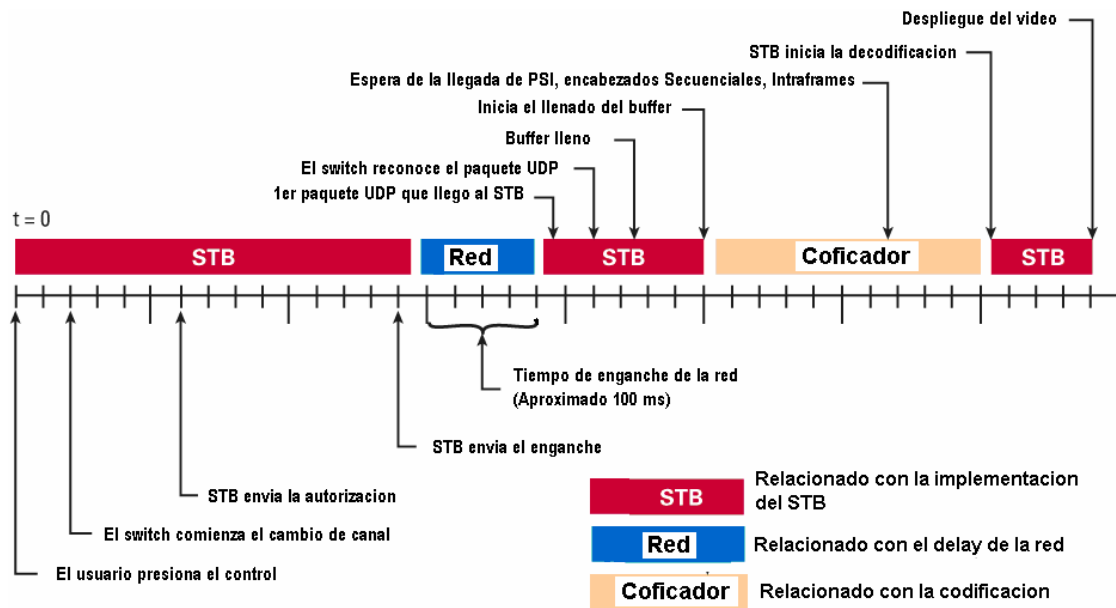 Despliegue del video
STB inicia la decodificacion
Espera de la llegada de PSI, encabezados Secuenciales, Intraframes
Inicia el llenado del buffer
Buffer lleno
El switch reconoce el paquete UDP
1er paquete UDP que llego al STB
t = 0
STB
Red
STB
Coficador
STB
Tiempo de enganche de la red
(Aproximado 100 ms)
STB envia el enganche
STB envia la autorizacion
El switch comienza el cambio de canal
El usuario presiona el control
STB
Relacionado con la implementacion
del STB
Red
Relacionado con el delay de la red
Coficador
Relacionado con la codificacion